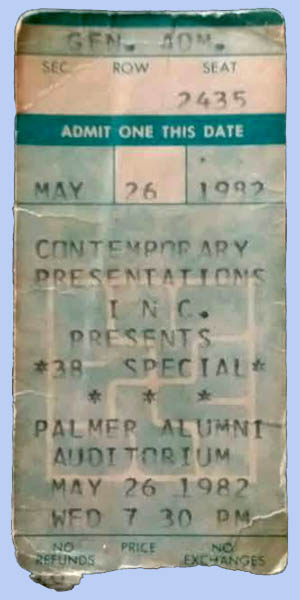 GEN. ADM.
SEC. ROW SEAT
2435
ADMIT ONE THIS DATE
MAY 26 1982
CONTEMPORARY
PRESENTATIONS
INC.
PRESENTS
*38 SPECIAL*
* * *
PALMER ALUMNI
AUDITORIUM
MAY 26 1982
WED 7 30 PM
NO PRICE NO
REFUNDS EXCHANGES